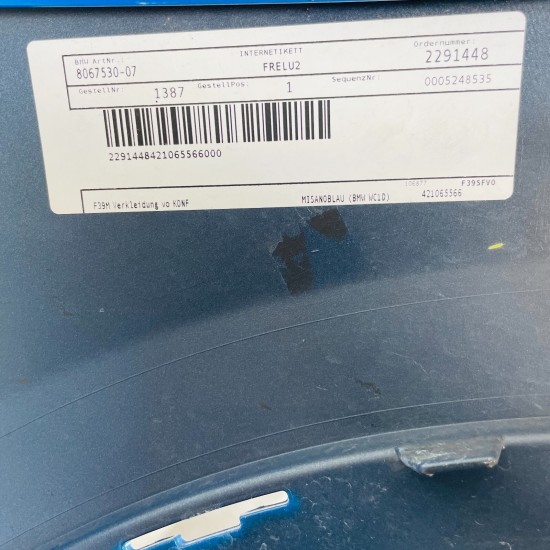 INTERNETIKETT
BMW ArtNr.:
8067530-07
FRELU2
Ordernummer:
2291448
GestellNr: 1387 GestellPos: 1 SequenzNr: 0005248535
2291448421065566000
F39SFV0
421065566
F39M Verkleidung vo KONF MISANOBLAU (BMW WC10)